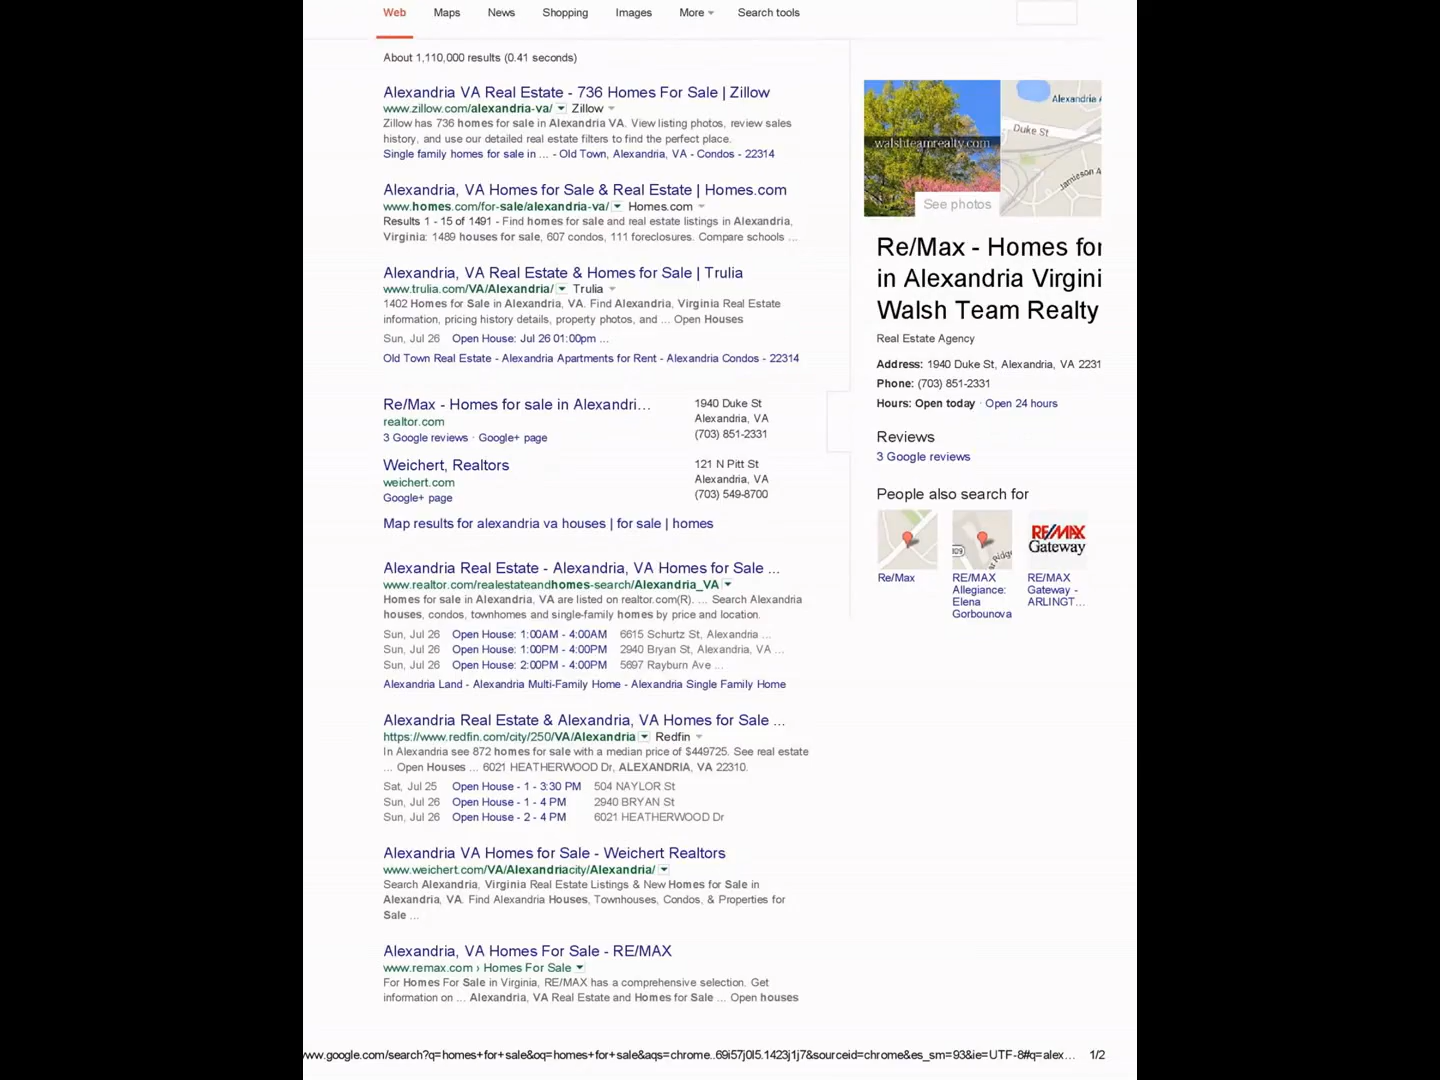 Web Maps News Shopping Images More Search tools
About 1,110,000 results (0.41 seconds)
Alexandria VA Real Estate - 736 Homes For Sale | Zillow
www.zillow.com/alexandria-va/ Zillow
Zillow has 736 homes for sale in Alexandria VA. View listing photos, review sales
history, and use our detailed real estate filters to find the perfect place.
Single family homes for sale in ... - Old Town, Alexandria, VA - Condos - 22314
Alexandria, VA Homes for Sale & Real Estate | Homes.com
www.homes.com/for-sale/alexandria-va/ Homes.com
Results 1 - 15 of 1491 - Find homes for sale and real estate listings in Alexandria,
Virginia: 1489 houses for sale, 607 condos, 111 foreclosures. Compare schools ...
Alexandria, VA Real Estate & Homes for Sale | Trulia
www.trulia.com/VA/Alexandria/ Trulia
1402 Homes for Sale in Alexandria, VA. Find Alexandria, Virginia Real Estate
information, pricing history details, property photos, and ... Open Houses
Sun, Jul 26 Open House: Jul 26 01:00pm ...
Old Town Real Estate - Alexandria Apartments for Rent - Alexandria Condos - 22314
Re/Max - Homes for sale in Alexandri... 1940 Duke St
realtor.com Alexandria, VA
3 Google reviews · Google+ page (703) 851-2331
Weichert, Realtors 121 N Pitt St
weichert.com Alexandria, VA
Google+ page (703) 549-8700
Map results for alexandria va houses | for sale | homes
Alexandria Real Estate - Alexandria, VA Homes for Sale ...
www.realtor.com/realestateandhomes-search/Alexandria_VA
Homes for sale in Alexandria, VA are listed on realtor.com(R). ... Search Alexandria
houses, condos, townhomes and single-family homes by price and location.
Sun, Jul 26 Open House: 1:00AM - 4:00AM 6615 Schurtz St, Alexandria ...
Sun, Jul 26 Open House: 1:00PM - 4:00PM 2940 Bryan St, Alexandria, VA ...
Sun, Jul 26 Open House: 2:00PM - 4:00PM 5697 Rayburn Ave ...
Alexandria Land - Alexandria Multi-Family Home - Alexandria Single Family Home
Alexandria Real Estate & Alexandria, VA Homes for Sale ...
https://www.redfin.com/city/250/VA/Alexandria Redfin
In Alexandria see 872 homes for sale with a median price of $449725. See real estate
... Open Houses ... 6021 HEATHERWOOD Dr, ALEXANDRIA, VA 22310.
Sat, Jul 25 Open House - 1 - 3:30 PM 504 NAYLOR St
Sun, Jul 26 Open House - 1 - 4 PM 2940 BRYAN St
Sun, Jul 26 Open House - 2 - 4 PM 6021 HEATHERWOOD Dr
Alexandria VA Homes for Sale - Weichert Realtors
www.weichert.com/VA/Alexandriacity/Alexandria/
Search Alexandria, Virginia Real Estate Listings & New Homes for Sale in
Alexandria, VA. Find Alexandria Houses, Townhouses, Condos, & Properties for
Sale ...
Alexandria, VA Homes For Sale - RE/MAX
www.remax.com › Homes For Sale
For Homes For Sale in Virginia, RE/MAX has a comprehensive selection. Get
information on ... Alexandria, VA Real Estate and Homes for Sale ... Open houses
walshteamrealty.com
See photos
Alexandria A
Duke St
Jamieson A
Re/Max - Homes for
in Alexandria Virgini
Walsh Team Realty
Real Estate Agency
Address: 1940 Duke St, Alexandria, VA 2231
Phone: (703) 851-2331
Hours: Open today · Open 24 hours
Reviews
3 Google reviews
People also search for
RE/MAX
Gateway
Re/Max
RE/MAX
Allegiance:
Elena
Gorbounova
RE/MAX
Gateway -
ARLINGT...
www.google.com/search?q=homes+for+sale&oq=homes+for+sale&aqs=chrome..69i57j0l5.1423j1j7&sourceid=chrome&es_sm=93&ie=UTF-8#q=alex... 1/2